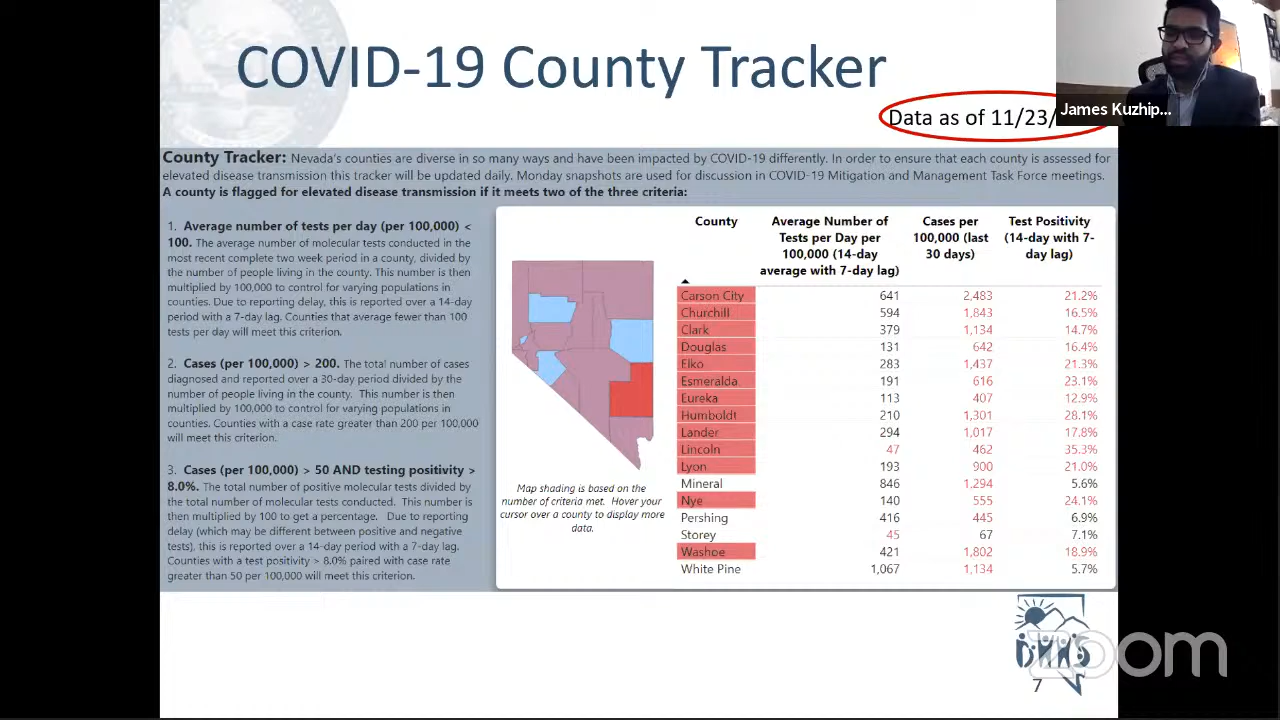 COVID-19 County Tracker
Data as of 11/23/
James Kuzhip...
County Tracker: Nevada's counties are diverse in so many ways and have been impacted by COVID-19 differently. In order to ensure that each county is assessed for
elevated disease transmission this tracker will be updated daily. Monday snapshots are used for discussion in COVID-19 Mitigation and Management Task Force meetings.
A county is flagged for elevated disease transmission if it meets two of the three criteria:
1. Average number of tests per day (per 100,000) <
100. The average number of molecular tests conducted in the
most recent complete two week period in a county, divided by
the number of people living in the county. This number is then
multiplied by 100,000 to control for varying populations in
counties. Due to reporting delay, this is reported over a 14-day
period with a 7-day lag. Counties that average fewer than 100
tests per day will meet this criterion.
2. Cases (per 100,000) > 200. The total number of cases
diagnosed and reported over a 30-day period divided by the
number of people living in the county. This number is then
multiplied by 100,000 to control for varying populations in
counties. Counties with a case rate greater than 200 per 100,000
will meet this criterion.
3. Cases (per 100,000) > 50 AND testing positivity >
8.0%. The total number of positive molecular tests divided by
the total number of molecular tests conducted. This number is
then multiplied by 100 to get a percentage. Due to reporting
delay (which may be different between positive and negative
tests), this is reported over a 14-day period with a 7-day lag.
Counties with a test positivity > 8.0% paired with case rate
greater than 50 per 100,000 will meet this criterion.
Map shading is based on the
number of criteria met. Hover your
cursor over a county to display more
data.
County Average Number of Tests per Day per 100,000 (14-day average with 7-day lag) Cases per 100,000 (last 30 days) Test Positivity (14-day with 7-day lag)
Carson City 641 2,483 21.2%
Churchill 594 1,843 16.5%
Clark 379 1,134 14.7%
Douglas 131 642 16.4%
Elko 283 1,437 21.3%
Esmeralda 191 616 23.1%
Eureka 113 407 12.9%
Humboldt 210 1,301 28.1%
Lander 294 1,017 17.8%
Lincoln 47 462 35.3%
Lyon 193 900 21.0%
Mineral 846 1,294 5.6%
Nye 140 555 24.1%
Pershing 416 445 6.9%
Storey 45 67 7.1%
Washoe 421 1,802 18.9%
White Pine 1,067 1,134 5.7%
DHHS
zoom
7